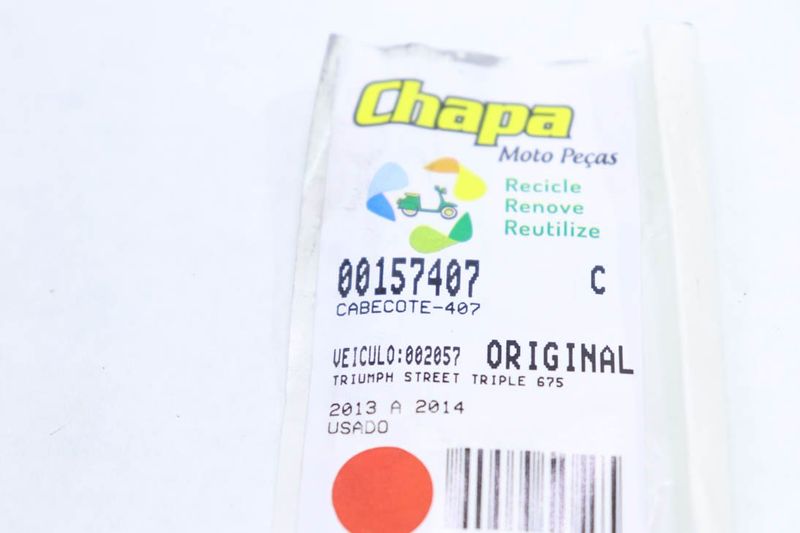 Chapa
Moto Peças
Recicle
Renove
Reutilize
00157407 C
CABECOTE-407
VEICULO:002057 ORIGINAL
TRIUMPH STREET TRIPLE 675
2013 A 2014
USADO